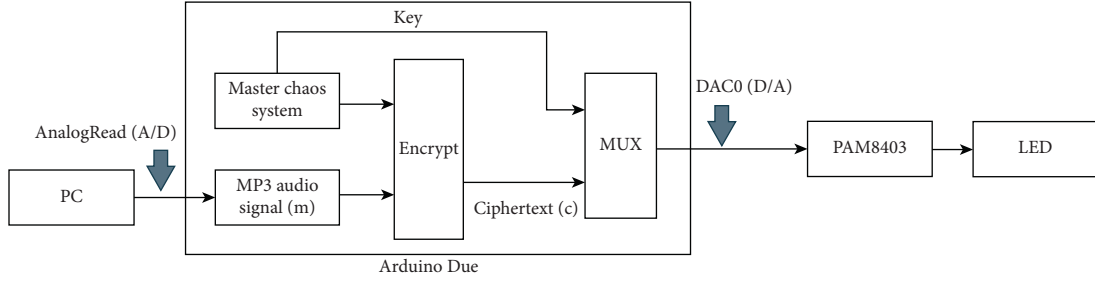 Key
Master chaos
system
DAC0 (D/A)
AnalogRead (A/D)
Encrypt
MUX
PAM8403
LED
PC
MP3 audio
signal (m)
Ciphertext (c)
Arduino Due